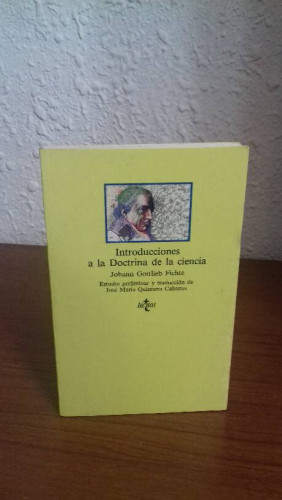 Introducciones
a la Doctrina de la ciencia
Johann Gottlieb Fichte
Estudio preliminar y traducción de
José María Quintana Cabanas
tecnos